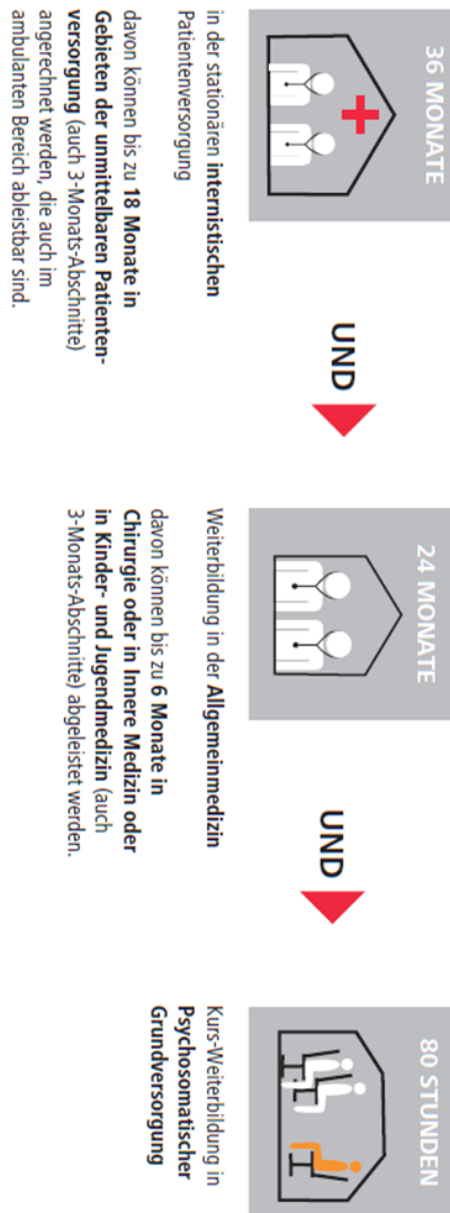 36 MONATE
in der stationären internistischen
Patientenversorgung
davon können bis zu 18 Monate in
Gebieten der unmittelbaren Patienten-
versorgung (auch 3-Monats-Abschnitte)
angerechnet werden, die auch im
ambulanten Bereich ableistbar sind.
UND
24 MONATE
Weiterbildung in der Allgemeinmedizin
davon können bis zu 6 Monate in
Chirurgie oder in Innere Medizin oder
in Kinder- und Jugendmedizin (auch
3-Monats-Abschnitte) abgeleistet werden.
UND
80 STUNDEN
Kurs-Weiterbildung in
Psychosomatischer
Grundversorgung